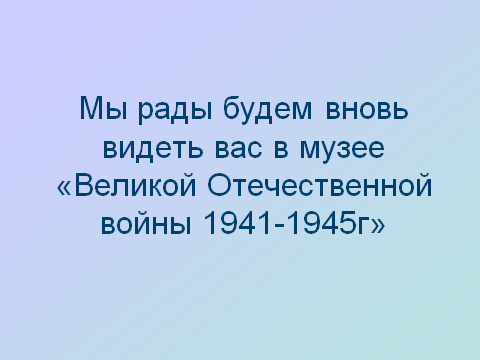 Мы рады будем вновь
видеть вас в музее
«Великой Отечественной
войны 1941-1945г»